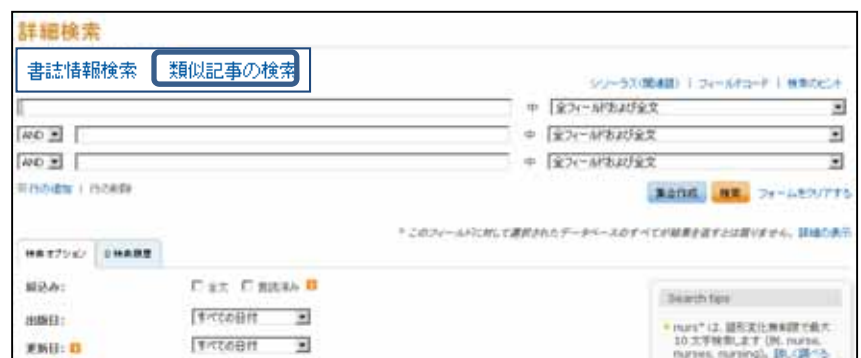 詳細検索
書誌情報検索 類似記事の検索
シソーラス(関連語) | フィールドコード | 検索のヒント
中 全フィールドおよび全文
AND 中 全フィールドおよび全文
AND 中 全フィールドおよび全文
行の追加 | 行の削除
集合作成 検索 フォームをクリアする
* このフィールドに対して選択されたデータベースのすべてが結果を返すとは限りません。 詳細の表示
検索オプション 検索履歴
絞込み: 全文 査読済み
出版日: すべての日付
Search tips
更新日: すべての日付
nurs* は、語形変化無制限で最大
10 文字検索します (例, nurse,
nurses, nursing)。 詳しく調べる